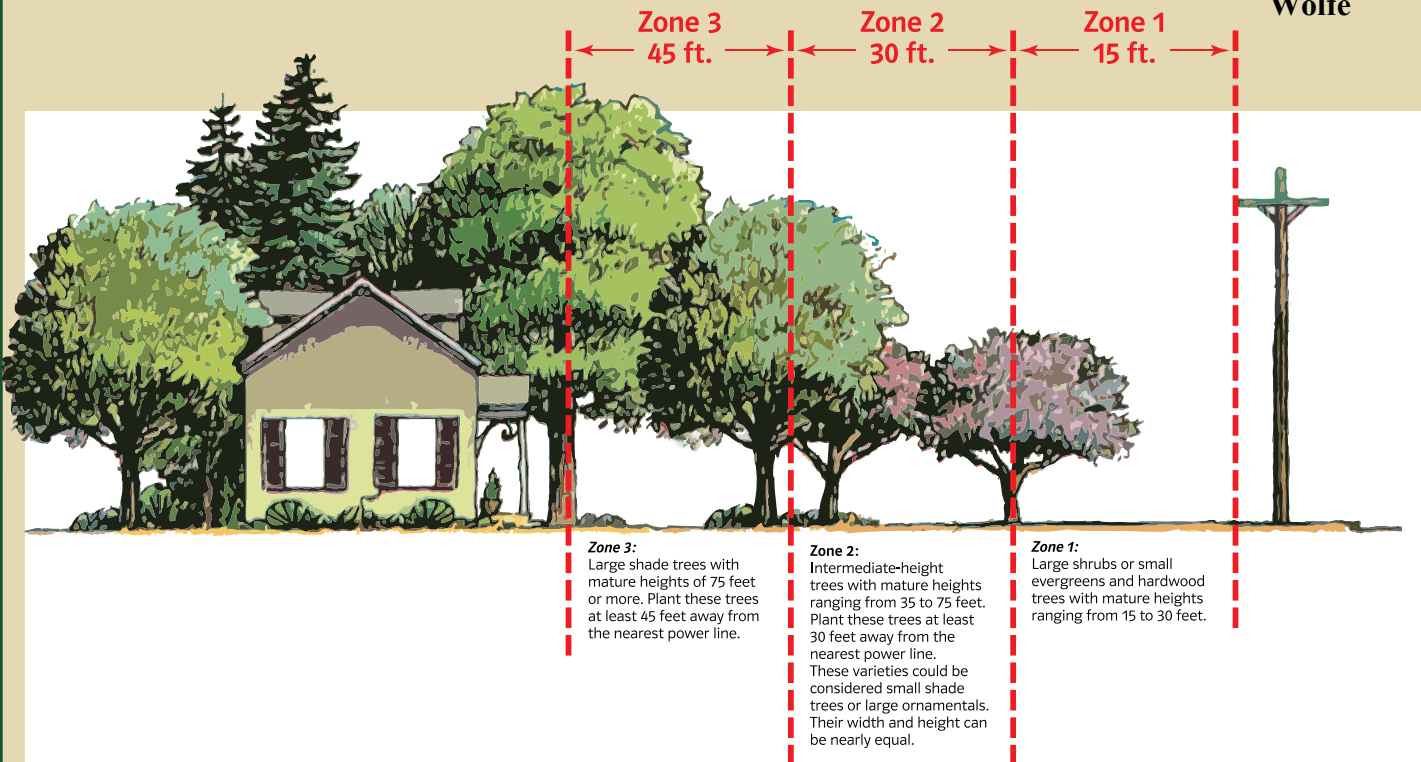 Wolfe
Zone 3
45 ft.
Zone 2
30 ft.
Zone 1
15 ft.
Zone 3:
Large shade trees with
mature heights of 75 feet
or more. Plant these trees
at least 45 feet away from
the nearest power line.
Zone 2:
Intermediate-height
trees with mature heights
ranging from 35 to 75 feet.
Plant these trees at least
30 feet away from the
nearest power line.
These varieties could be
considered small shade
trees or large ornamentals.
Their width and height can
be nearly equal.
Zone 1:
Large shrubs or small
evergreens and hardwood
trees with mature heights
ranging from 15 to 30 feet.